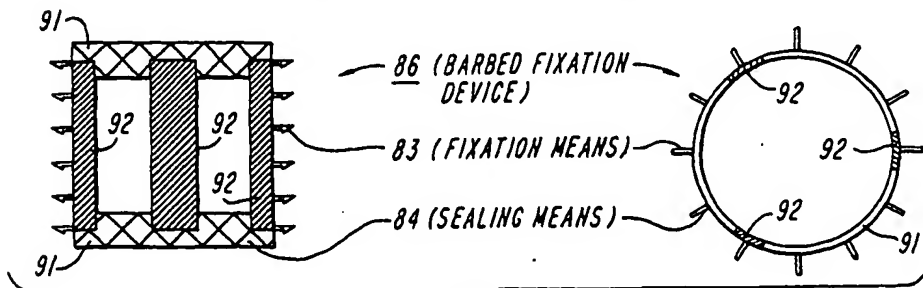 91
86 (BARBED FIXATION
DEVICE)
92
92
92
92
92
92
83 (FIXATION MEANS)
84 (SEALING MEANS)
91
91